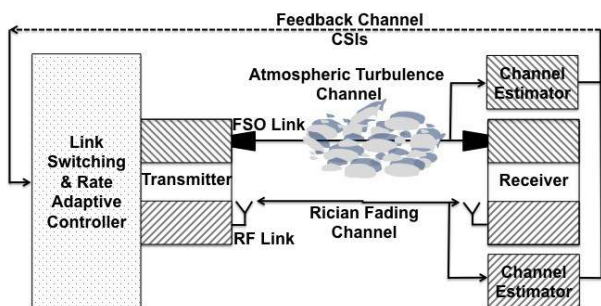 Feedback Channel
CSIs
Atmospheric Turbulence
Channel
Channel
Estimator
FSO Link
Link
Switching
& Rate
Adaptive
Controller
Transmitter
Receiver
Rician Fading
Channel
RF Link
Channel
Estimator